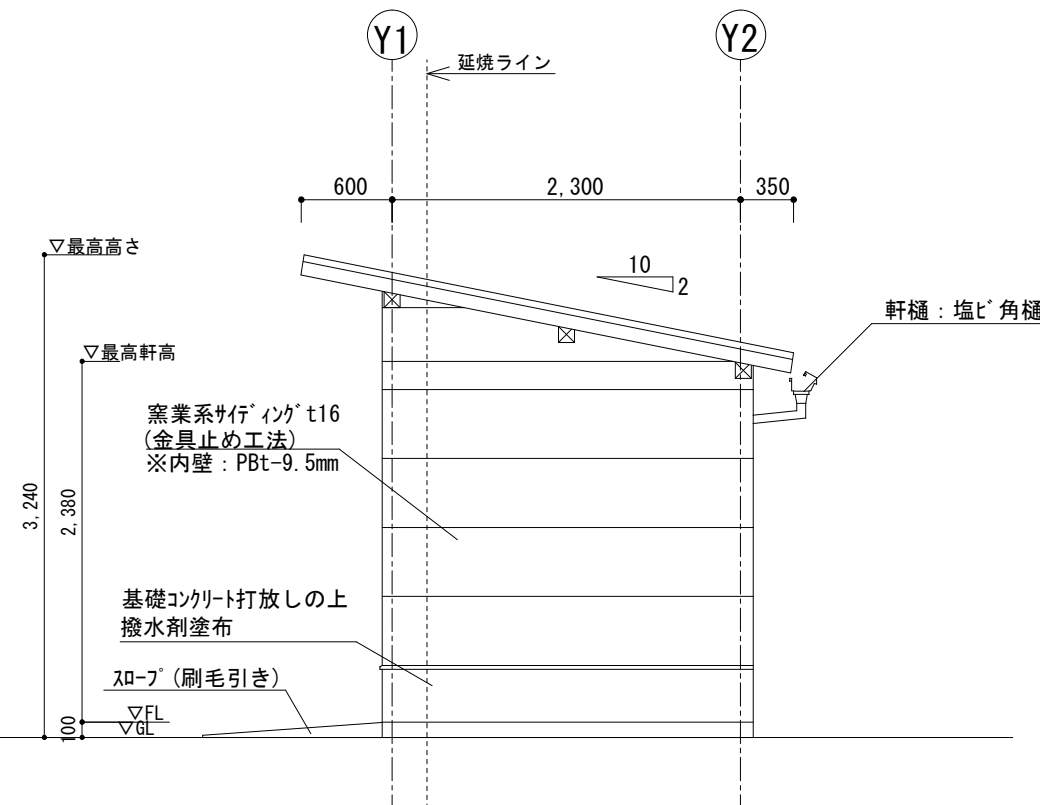 Y1
Y2
延焼ライン
600
2,300
350
▽最高高さ
10
2
軒樋：塩ビ角樋
▽最高軒高
窯業系サイディングt16
(金具止め工法)
※内壁：PBt-9.5mm
3,240
2,380
基礎コンクリート打放しの上
撥水剤塗布
スロープ(刷毛引き)
▽FL
▽GL
100